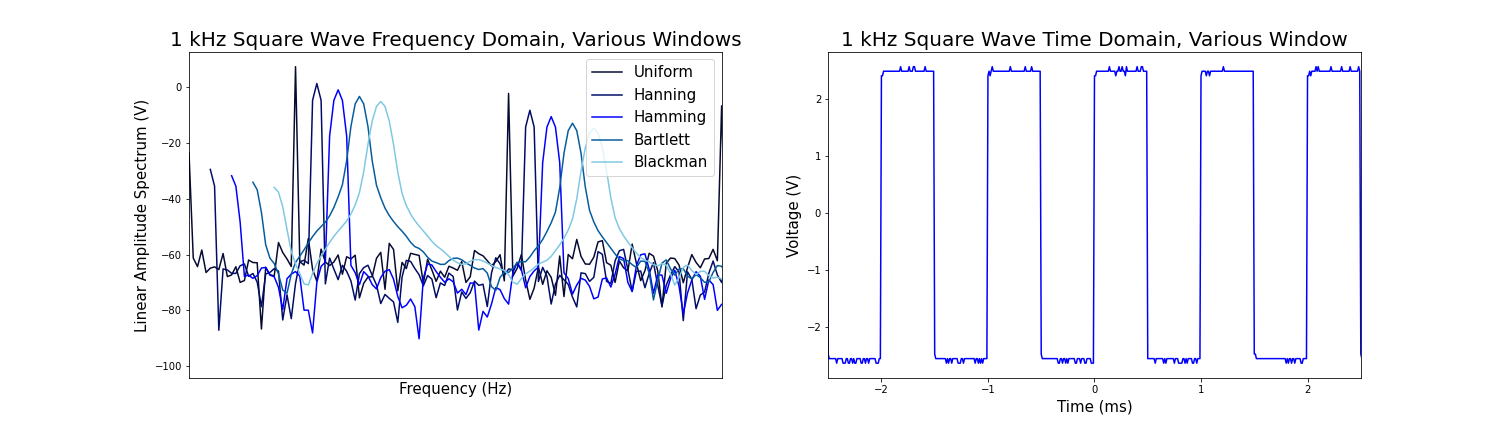 1 kHz Square Wave Frequency Domain, Various Windows
Linear Amplitude Spectrum (V)
0
−20
−40
−60
−80
−100
Uniform
Hanning
Hamming
Bartlett
Blackman
Frequency (Hz)
1 kHz Square Wave Time Domain, Various Window
Voltage (V)
2
1
0
−1
−2
−2 −1 0 1 2
Time (ms)